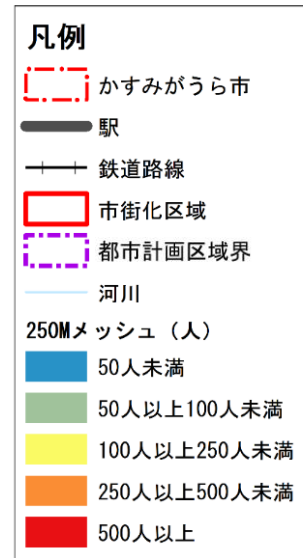 凡例
かすみがうら市
駅
鉄道路線
市街化区域
都市計画区域界
河川
250Mメッシュ（人）
50人未満
50人以上100人未満
100人以上250人未満
250人以上500人未満
500人以上